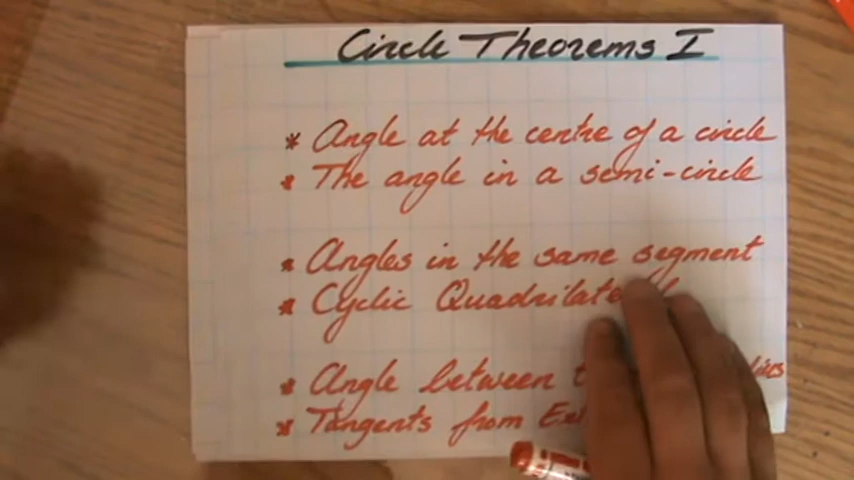 Circle Theorems I
* Angle at the centre of a circle
* The angle in a semi-circle
* Angles in the same segment
* Cyclic
* Angle between
* Tangents from